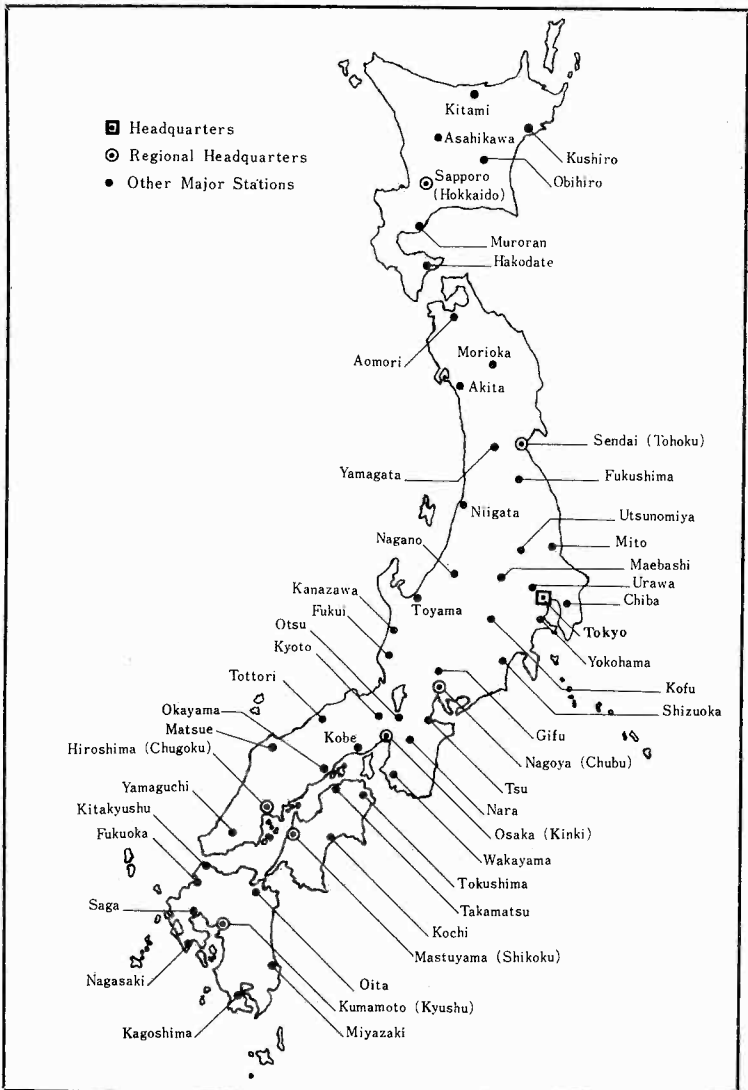 Headquarters
Regional Headquarters
Other Major Stations
Kitami
Asahikawa
Kushiro
Obihiro
Sapporo
(Hokkaido)
Muroran
Hakodate
Aomori
Morioka
Akita
Sendai (Tohoku)
Yamagata
Fukushima
Niigata
Utsunomiya
Mito
Nagano
Maebashi
Urawa
Chiba
Kanazawa
Toyama
Fukui
Tokyo
Otsu
Kyoto
Yokohama
Tottori
Kofu
Okayama
Shizuoka
Matsue
Gifu
Hiroshima (Chugoku)
Kobe
Nagoya (Chubu)
Tsu
Yamaguchi
Nara
Kitakyushu
Osaka (Kinki)
Fukuoka
Wakayama
Tokushima
Saga
Takamatsu
Kochi
Mastuyama (Shikoku)
Nagasaki
Oita
Kumamoto (Kyushu)
Kagoshima
Miyazaki